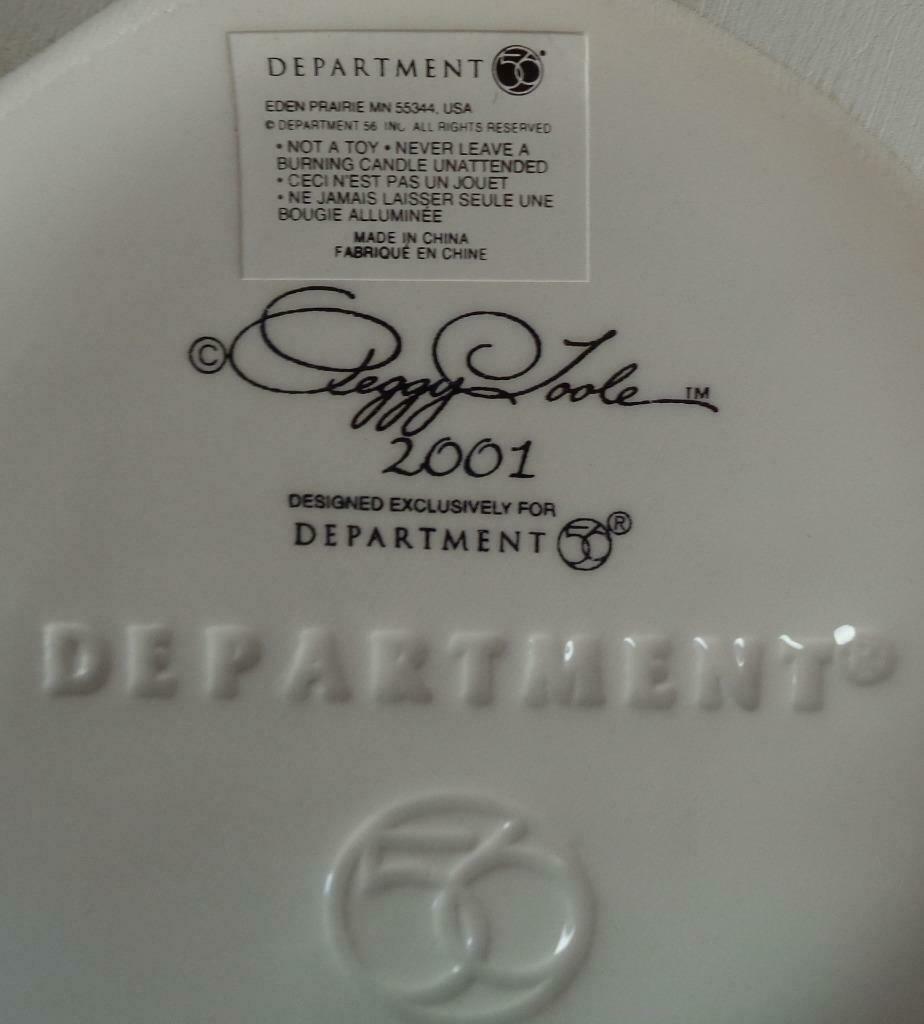 DEPARTMENT 56
EDEN PRAIRIE MN 55344, USA
© DEPARTMENT 56 INC ALL RIGHTS RESERVED
• NOT A TOY • NEVER LEAVE A
BURNING CANDLE UNATTENDED
• CECI N'EST PAS UN JOUET
• NE JAMAIS LAISSER SEULE UNE
BOUGIE ALLUMINÉE
MADE IN CHINA
FABRIQUÉ EN CHINE
© Peggy Toole ™
2001
DESIGNED EXCLUSIVELY FOR
DEPARTMENT 56 ®
DEPARTMENT ®
56